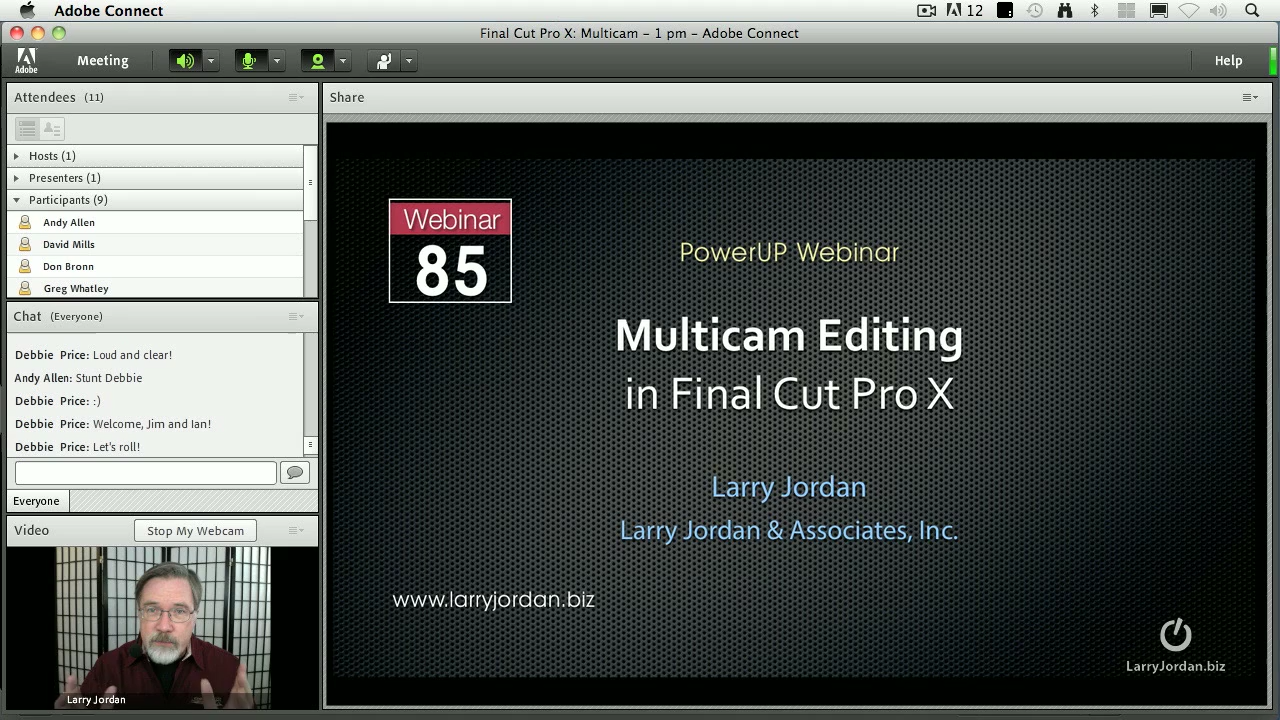 Adobe Connect
12
Final Cut Pro X: Multicam – 1 pm – Adobe Connect
Adobe
Meeting
Help
Attendees (11)
Hosts (1)
Presenters (1)
Participants (9)
Andy Allen
David Mills
Don Bronn
Greg Whatley
Chat (Everyone)
Debbie Price: Loud and clear!
Andy Allen: Stunt Debbie
Debbie Price: :)
Debbie Price: Welcome, Jim and Ian!
Debbie Price: Let's roll!
Everyone
Video
Stop My Webcam
Larry Jordan
Share
Webinar
85
PowerUP Webinar
Multicam Editing
in Final Cut Pro X
Larry Jordan
Larry Jordan & Associates, Inc.
www.larryjordan.biz
LarryJordan.biz